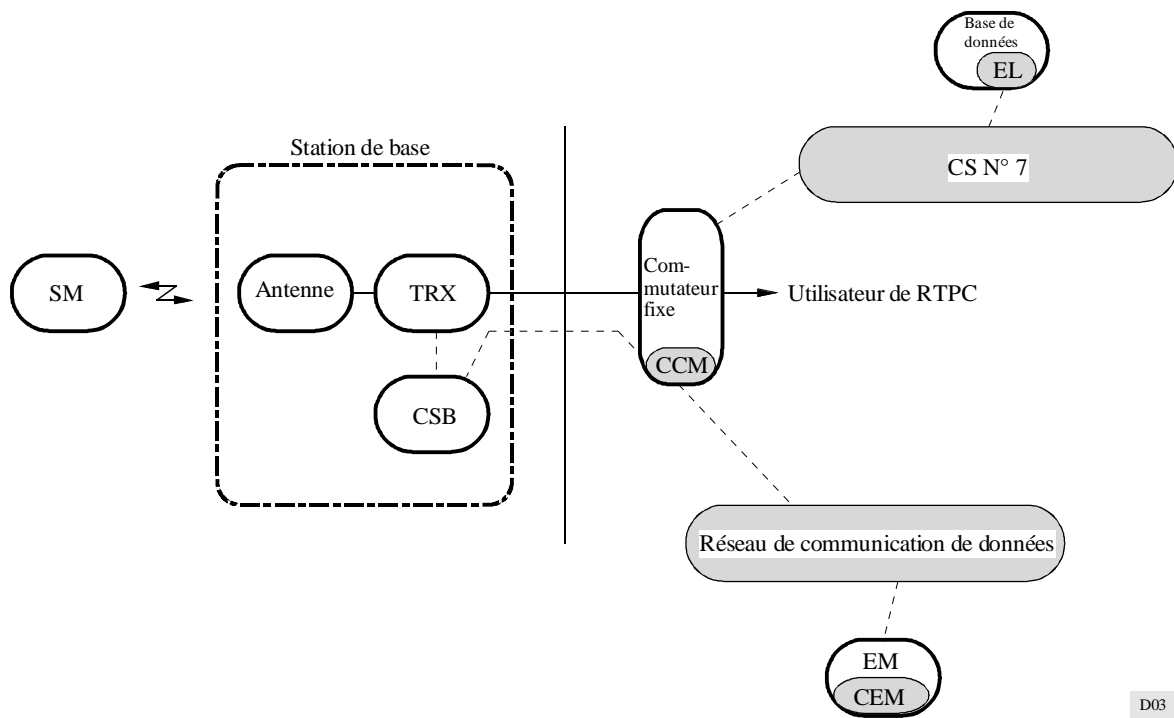 Base de
données
EL
Station de base
CS N° 7
SM
Antenne
TRX
Com-
mutateur
fixe
Utilisateur de RTPC
CCM
CSB
Réseau de communication de données
EM
CEM
D03